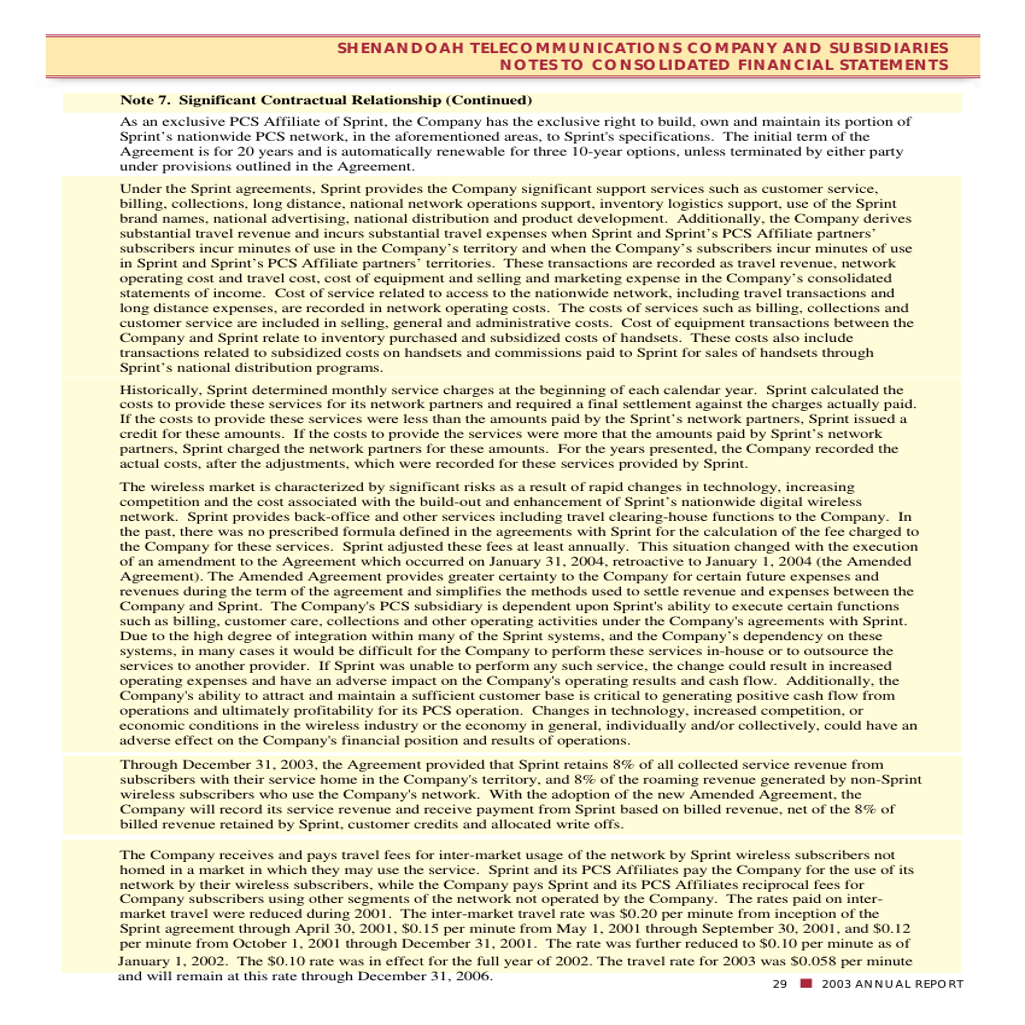 SHENANDOAH TELECOMMUNICATIONS COMPANY AND SUBSIDIARIES
NOTES TO CONSOLIDATED FINANCIAL STATEMENTS
Note 7. Significant Contractual Relationship (Continued)
As an exclusive PCS Affiliate of Sprint, the Company has the exclusive right to build, own and maintain its portion of
Sprint's nationwide PCS network, in the aforementioned areas, to Sprint's specifications. The initial term of the
Agreement is for 20 years and is automatically renewable for three 10-year options, unless terminated by either party
under provisions outlined in the Agreement.
Under the Sprint agreements, Sprint provides the Company significant support services such as customer service,
billing, collections, long distance, national network operations support, inventory logistics support, use of the Sprint
brand names, national advertising, national distribution and product development. Additionally, the Company derives
substantial travel revenue and incurs substantial travel expenses when Sprint and Sprint's PCS Affiliate partners'
subscribers incur minutes of use in the Company's territory and when the Company's subscribers incur minutes of use
in Sprint and Sprint's PCS Affiliate partners' territories. These transactions are recorded as travel revenue, network
operating cost and travel cost, cost of equipment and selling and marketing expense in the Company's consolidated
statements of income. Cost of service related to access to the nationwide network, including travel transactions and
long distance expenses, are recorded in network operating costs. The costs of services such as billing, collections and
customer service are included in selling, general and administrative costs. Cost of equipment transactions between the
Company and Sprint relate to inventory purchased and subsidized costs of handsets. These costs also include
transactions related to subsidized costs on handsets and commissions paid to Sprint for sales of handsets through
Sprint's national distribution programs.
Historically, Sprint determined monthly service charges at the beginning of each calendar year. Sprint calculated the
costs to provide these services for its network partners and required a final settlement against the charges actually paid.
If the costs to provide these services were less than the amounts paid by the Sprint's network partners, Sprint issued a
credit for these amounts. If the costs to provide the services were more that the amounts paid by Sprint's network
partners, Sprint charged the network partners for these amounts. For the years presented, the Company recorded the
actual costs, after the adjustments, which were recorded for these services provided by Sprint.
The wireless market is characterized by significant risks as a result of rapid changes in technology, increasing
competition and the cost associated with the build-out and enhancement of Sprint's nationwide digital wireless
network. Sprint provides back-office and other services including travel clearing-house functions to the Company. In
the past, there was no prescribed formula defined in the agreements with Sprint for the calculation of the fee charged to
the Company for these services. Sprint adjusted these fees at least annually. This situation changed with the execution
of an amendment to the Agreement which occurred on January 31, 2004, retroactive to January 1, 2004 (the Amended
Agreement). The Amended Agreement provides greater certainty to the Company for certain future expenses and
revenues during the term of the agreement and simplifies the methods used to settle revenue and expenses between the
Company and Sprint. The Company's PCS subsidiary is dependent upon Sprint's ability to execute certain functions
such as billing, customer care, collections and other operating activities under the Company's agreements with Sprint.
Due to the high degree of integration within many of the Sprint systems, and the Company's dependency on these
systems, in many cases it would be difficult for the Company to perform these services in-house or to outsource the
services to another provider. If Sprint was unable to perform any such service, the change could result in increased
operating expenses and have an adverse impact on the Company's operating results and cash flow. Additionally, the
Company's ability to attract and maintain a sufficient customer base is critical to generating positive cash flow from
operations and ultimately profitability for its PCS operation. Changes in technology, increased competition, or
economic conditions in the wireless industry or the economy in general, individually and/or collectively, could have an
adverse effect on the Company's financial position and results of operations.
Through December 31, 2003, the Agreement provided that Sprint retains 8% of all collected service revenue from
subscribers with their service home in the Company's territory, and 8% of the roaming revenue generated by non-Sprint
wireless subscribers who use the Company's network. With the adoption of the new Amended Agreement, the
Company will record its service revenue and receive payment from Sprint based on billed revenue, net of the 8% of
billed revenue retained by Sprint, customer credits and allocated write offs.
The Company receives and pays travel fees for inter-market usage of the network by Sprint wireless subscribers not
homed in a market in which they may use the service. Sprint and its PCS Affiliates pay the Company for the use of its
network by their wireless subscribers, while the Company pays Sprint and its PCS Affiliates reciprocal fees for
Company subscribers using other segments of the network not operated by the Company. The rates paid on inter-
market travel were reduced during 2001. The inter-market travel rate was $0.20 per minute from inception of the
Sprint agreement through April 30, 2001, $0.15 per minute from May 1, 2001 through September 30, 2001, and $0.12
per minute from October 1, 2001 through December 31, 2001. The rate was further reduced to $0.10 per minute as of
January 1, 2002. The $0.10 rate was in effect for the full year of 2002. The travel rate for 2003 was $0.058 per minute
and will remain at this rate through December 31, 2006.
29 ■ 2003 ANNUAL REPORT